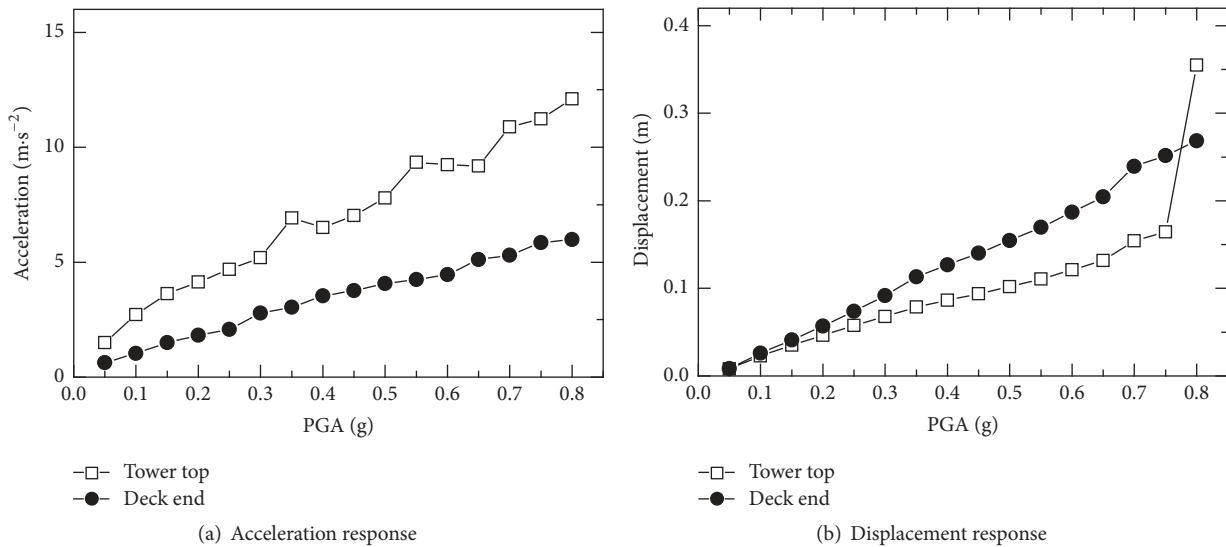 15
10
5
0
Acceleration (m·s⁻²)
0.0 0.1 0.2 0.3 0.4 0.5 0.6 0.7 0.8
PGA (g)
Tower top
Deck end
(a) Acceleration response
0.4
0.3
0.2
0.1
0.0
Displacement (m)
0.0 0.1 0.2 0.3 0.4 0.5 0.6 0.7 0.8
PGA (g)
Tower top
Deck end
(b) Displacement response